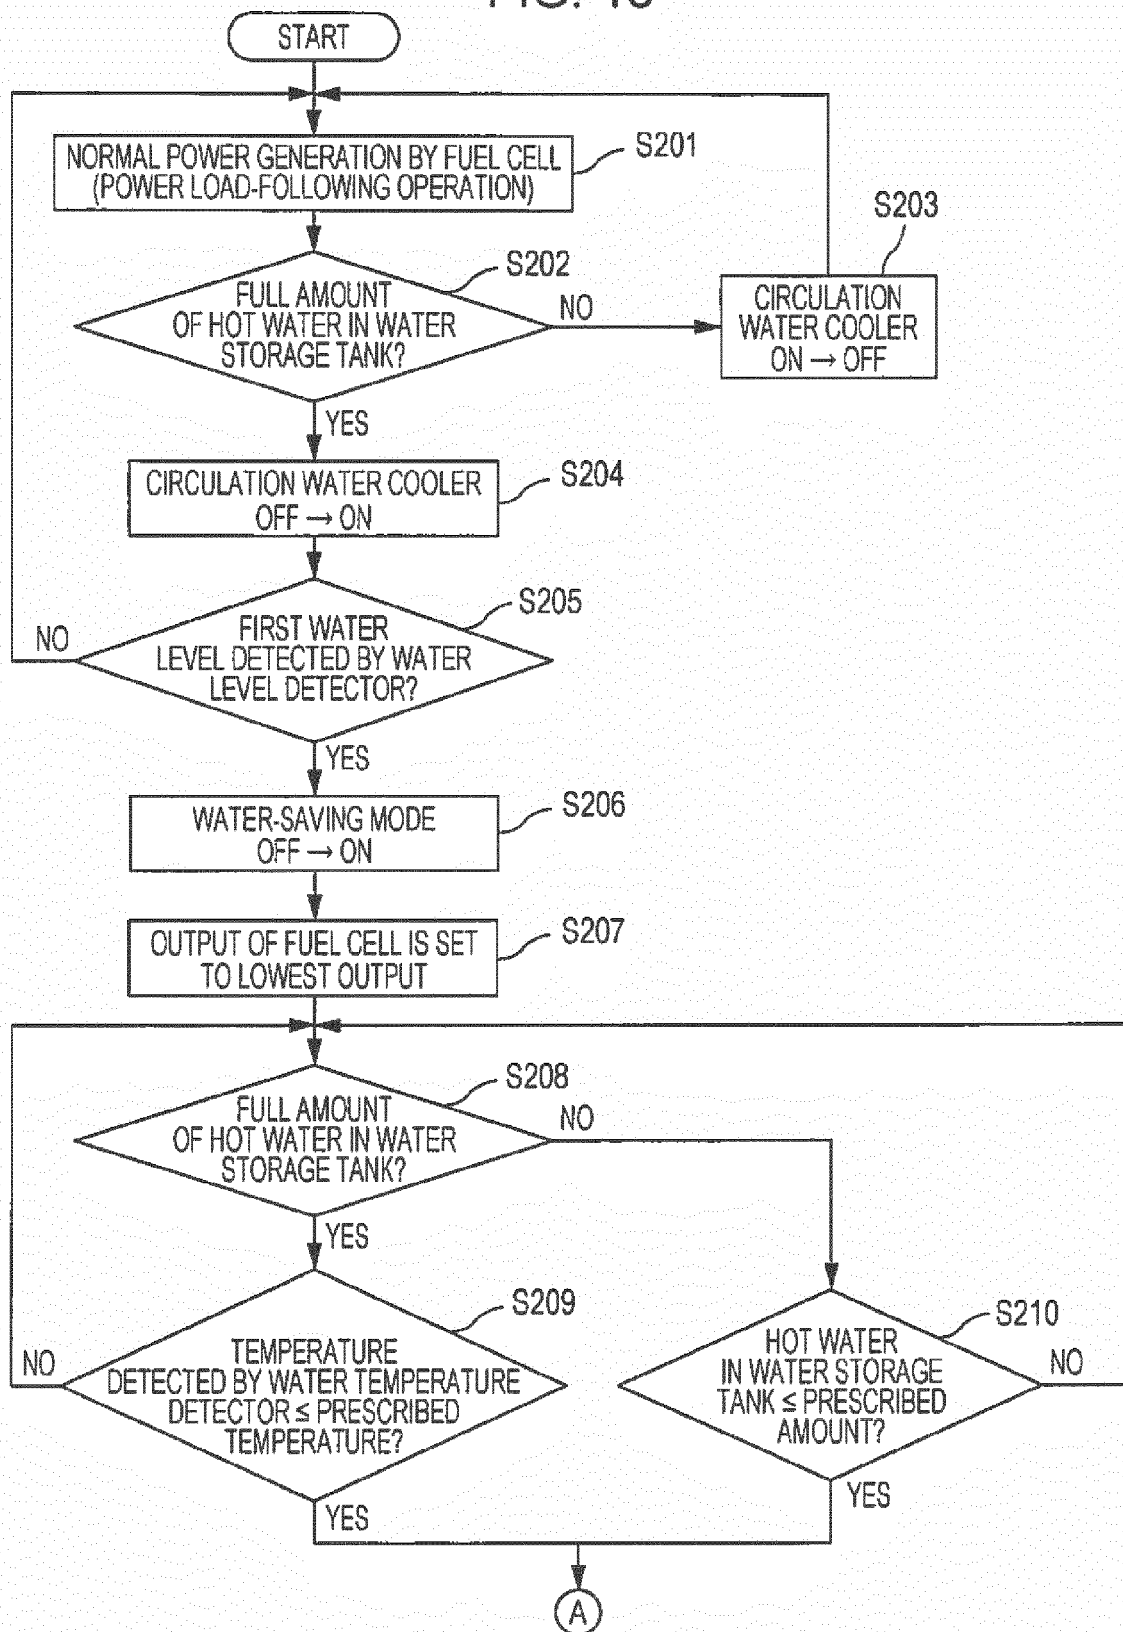 START
NORMAL POWER GENERATION BY FUEL CELL
(POWER LOAD-FOLLOWING OPERATION)
S201
FULL AMOUNT
OF HOT WATER IN WATER
STORAGE TANK?
S202
NO
CIRCULATION
WATER COOLER
ON → OFF
S203
YES
CIRCULATION WATER COOLER
OFF → ON
S204
FIRST WATER
LEVEL DETECTED BY WATER
LEVEL DETECTOR?
S205
NO
YES
WATER-SAVING MODE
OFF → ON
S206
OUTPUT OF FUEL CELL IS SET
TO LOWEST OUTPUT
S207
FULL AMOUNT
OF HOT WATER IN WATER
STORAGE TANK?
S208
NO
YES
TEMPERATURE
DETECTED BY WATER TEMPERATURE
DETECTOR ≤ PRESCRIBED
TEMPERATURE?
S209
NO
YES
HOT WATER
IN WATER STORAGE
TANK ≤ PRESCRIBED
AMOUNT?
S210
NO
YES
A